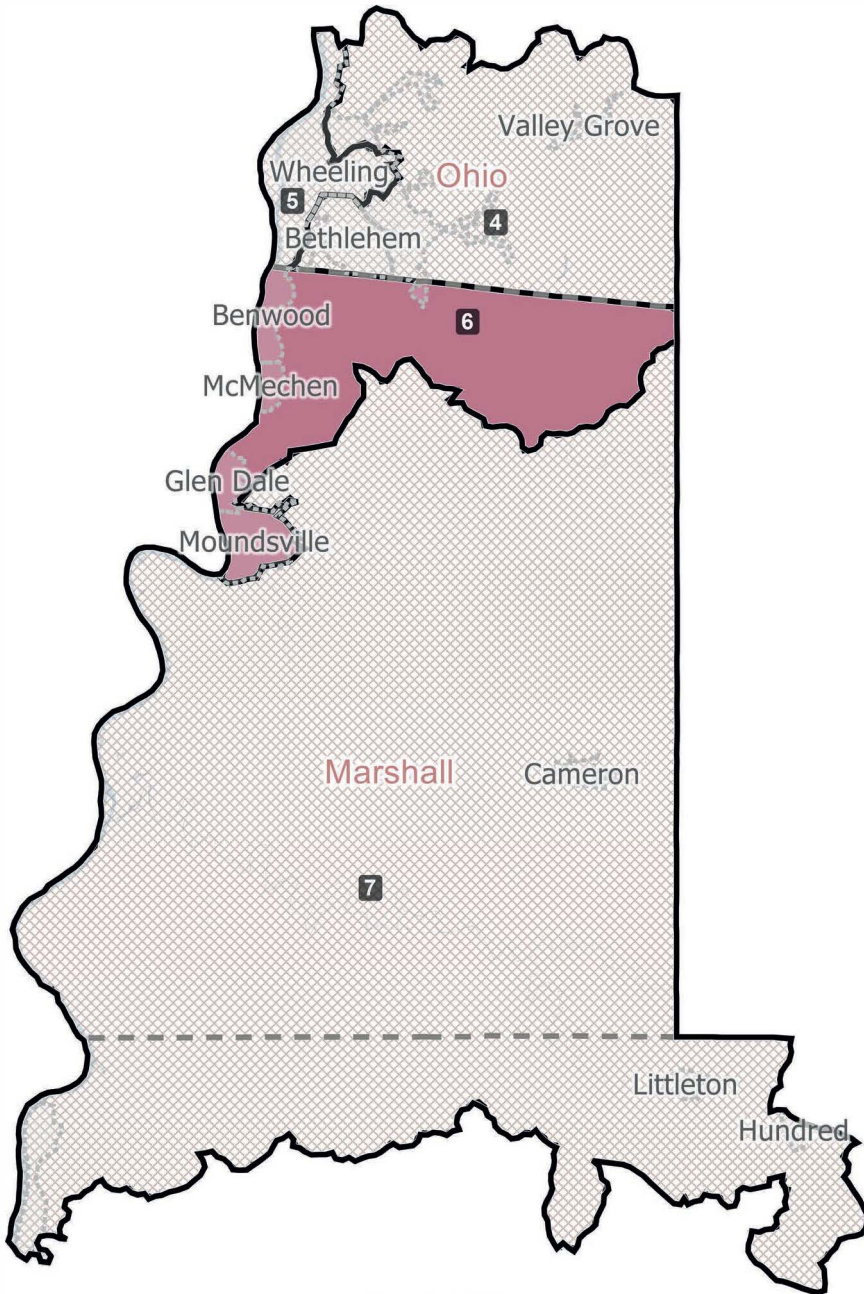 Valley Grove
Wheeling
Ohio
5
4
Bethlehem
Benwood
6
McMechen
Glen Dale
Moundsville
Marshall
Cameron
7
Littleton
Hundred